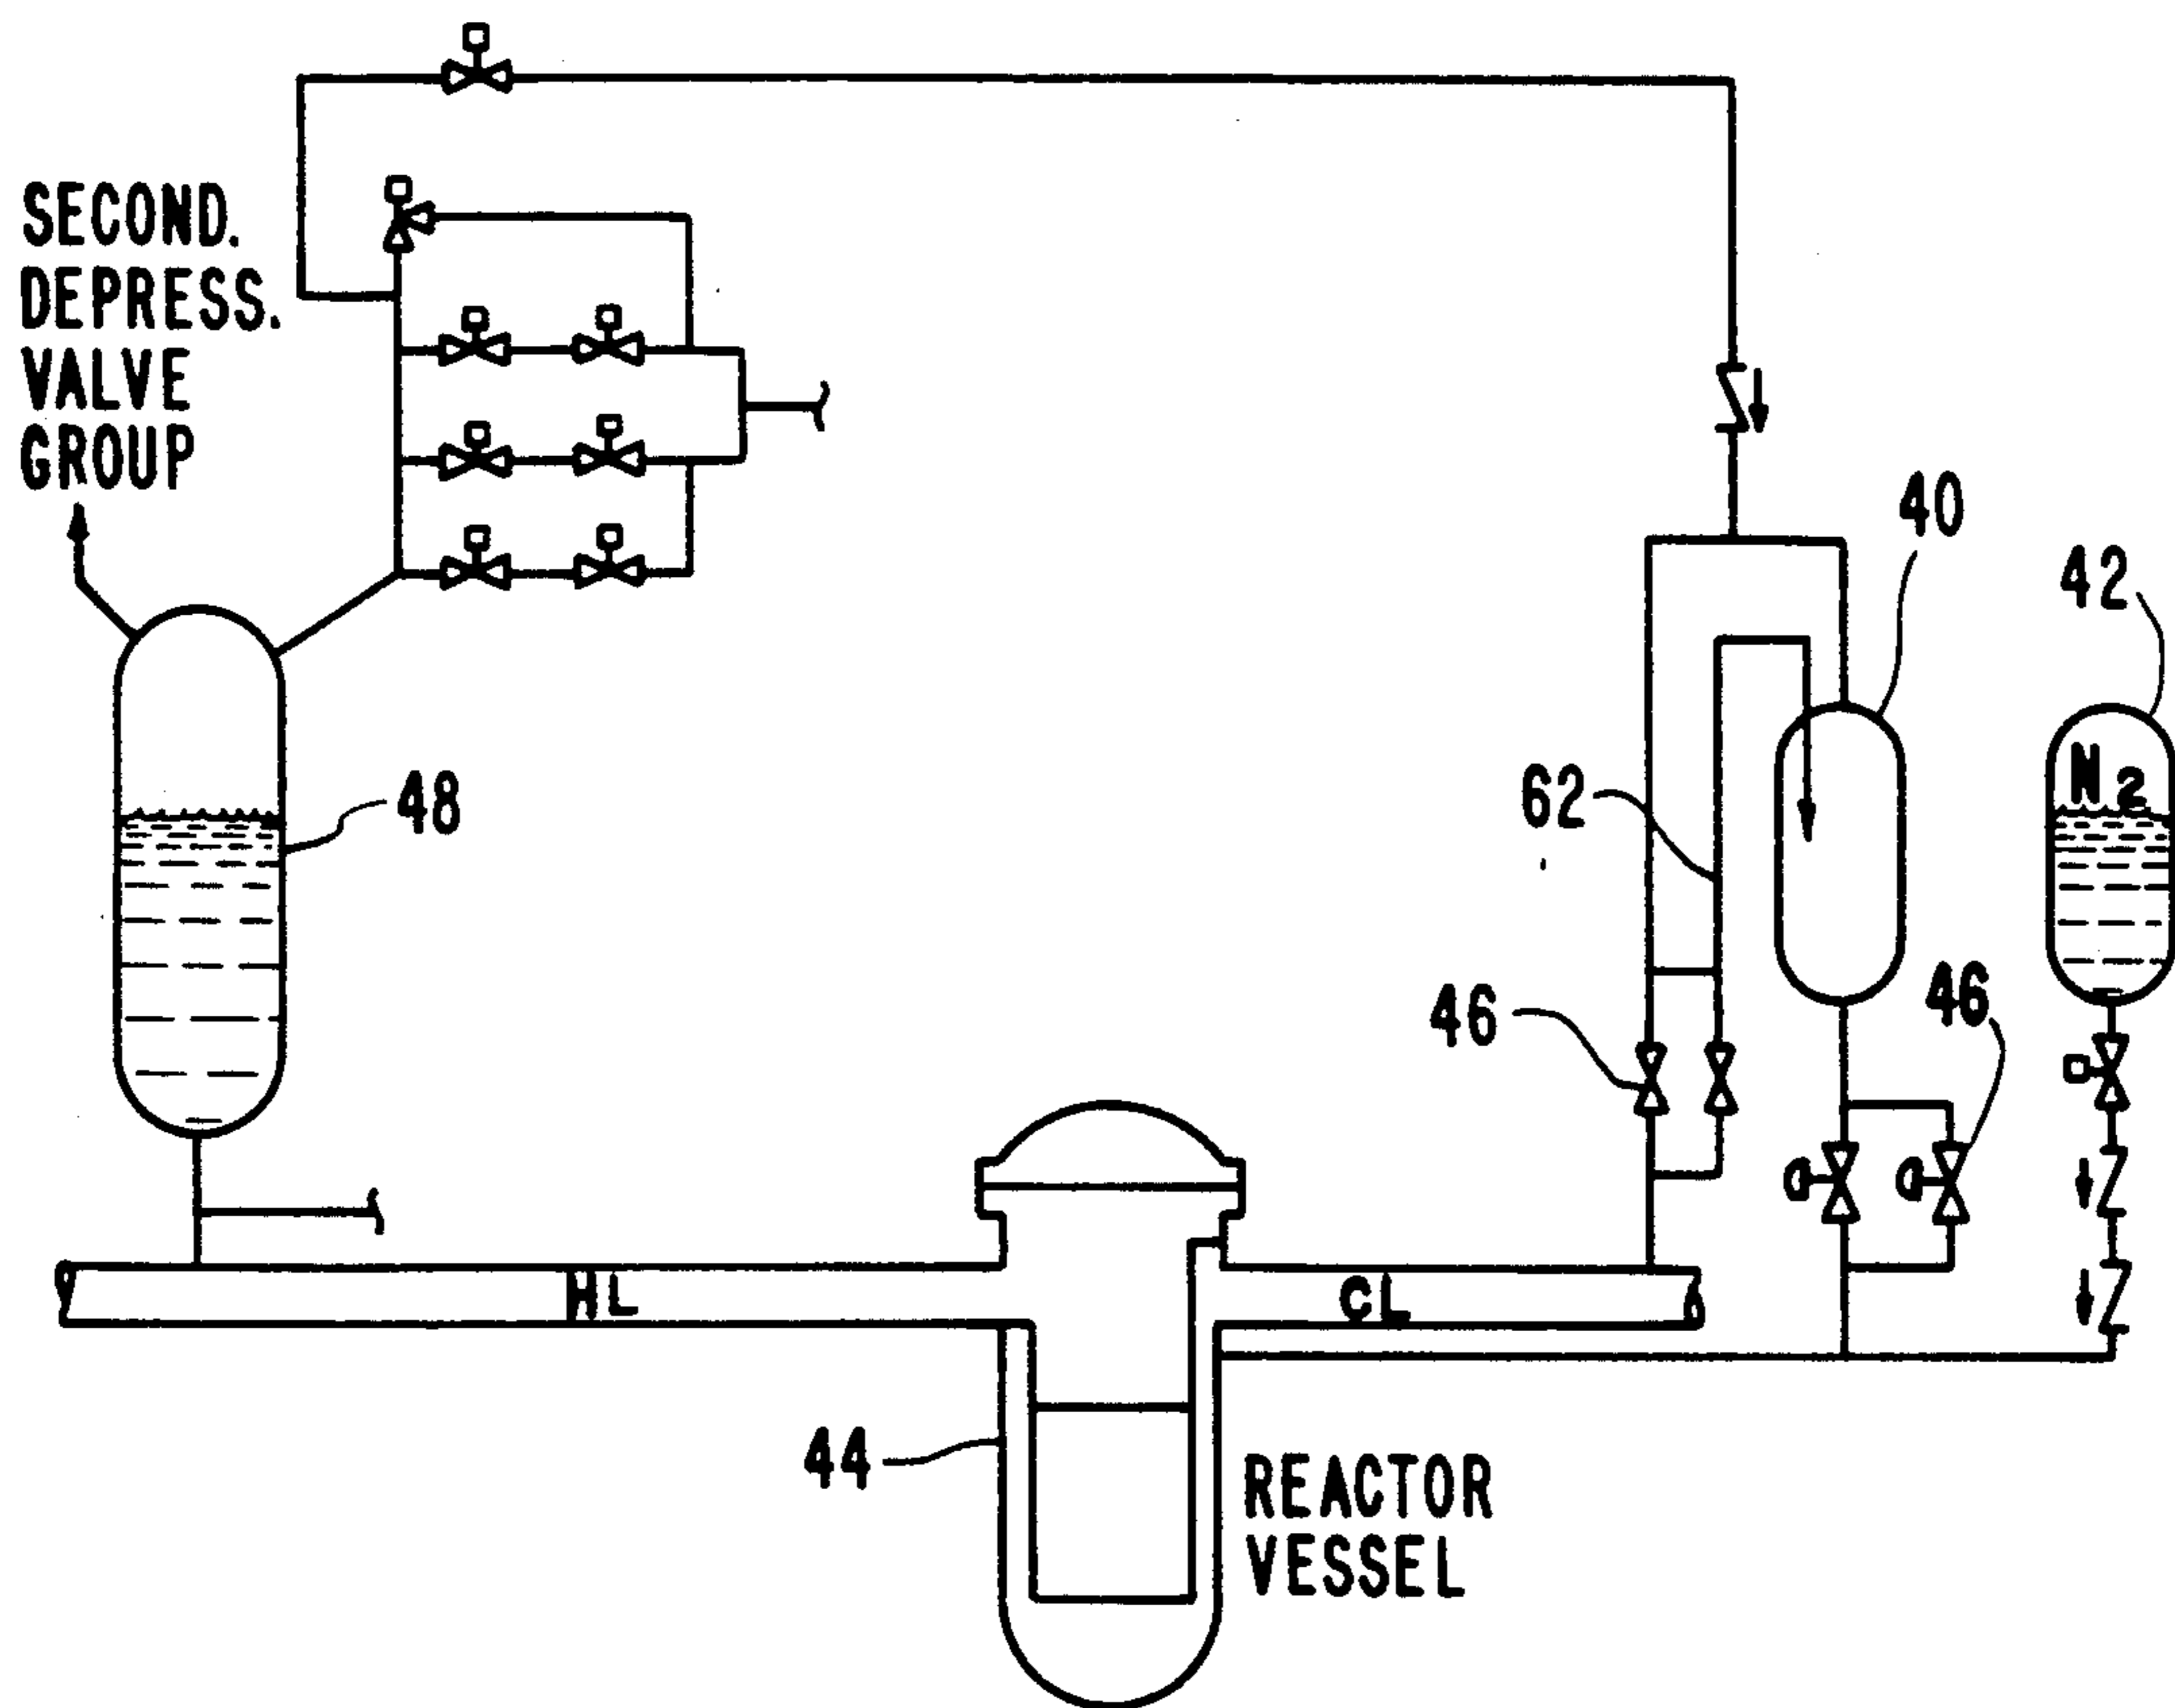 SECOND.
DEPRESS.
VALVE
GROUP
40
42
N2
48
62
46
46
HL
CL
44
REACTOR
VESSEL